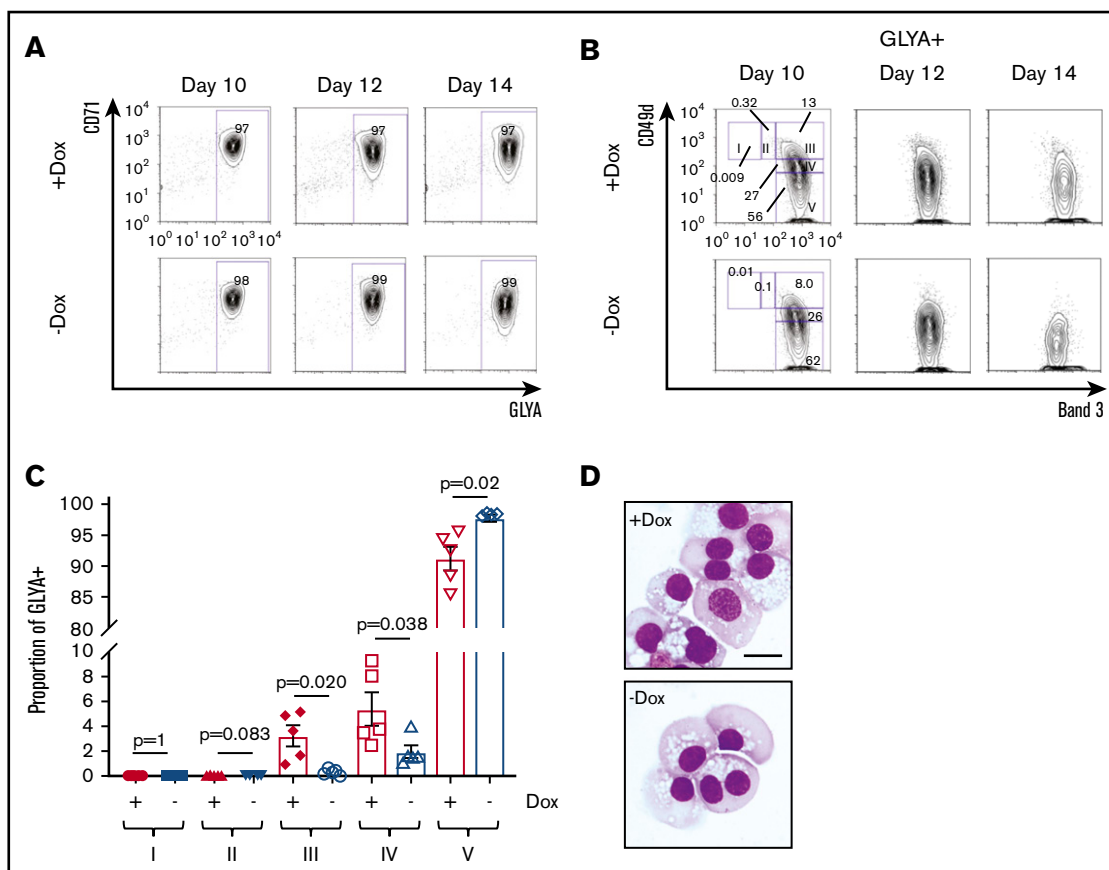 A
Day 10
Day 12
Day 14
CD71
+Dox
10⁴
10³
10²
10¹
10⁰
97
97
97
10⁰ 10¹ 10² 10³ 10⁴
-Dox
98
99
99
GLYA
B
GLYA+
Day 10
Day 12
Day 14
CD49d
+Dox
10⁴
10³
10²
10¹
10⁰
0.32
13
I
II
III
IV
V
0.009
27
56
10⁰ 10¹ 10² 10³ 10⁴
-Dox
0.01
0.1
8.0
26
62
Band 3
C
Proportion of GLYA+
100
95
90
85
80
10
8
6
4
2
0
p=1
p=0.083
p=0.020
p=0.038
p=0.02
+ - + - + - + - + - Dox
I II III IV V
D
+Dox
-Dox